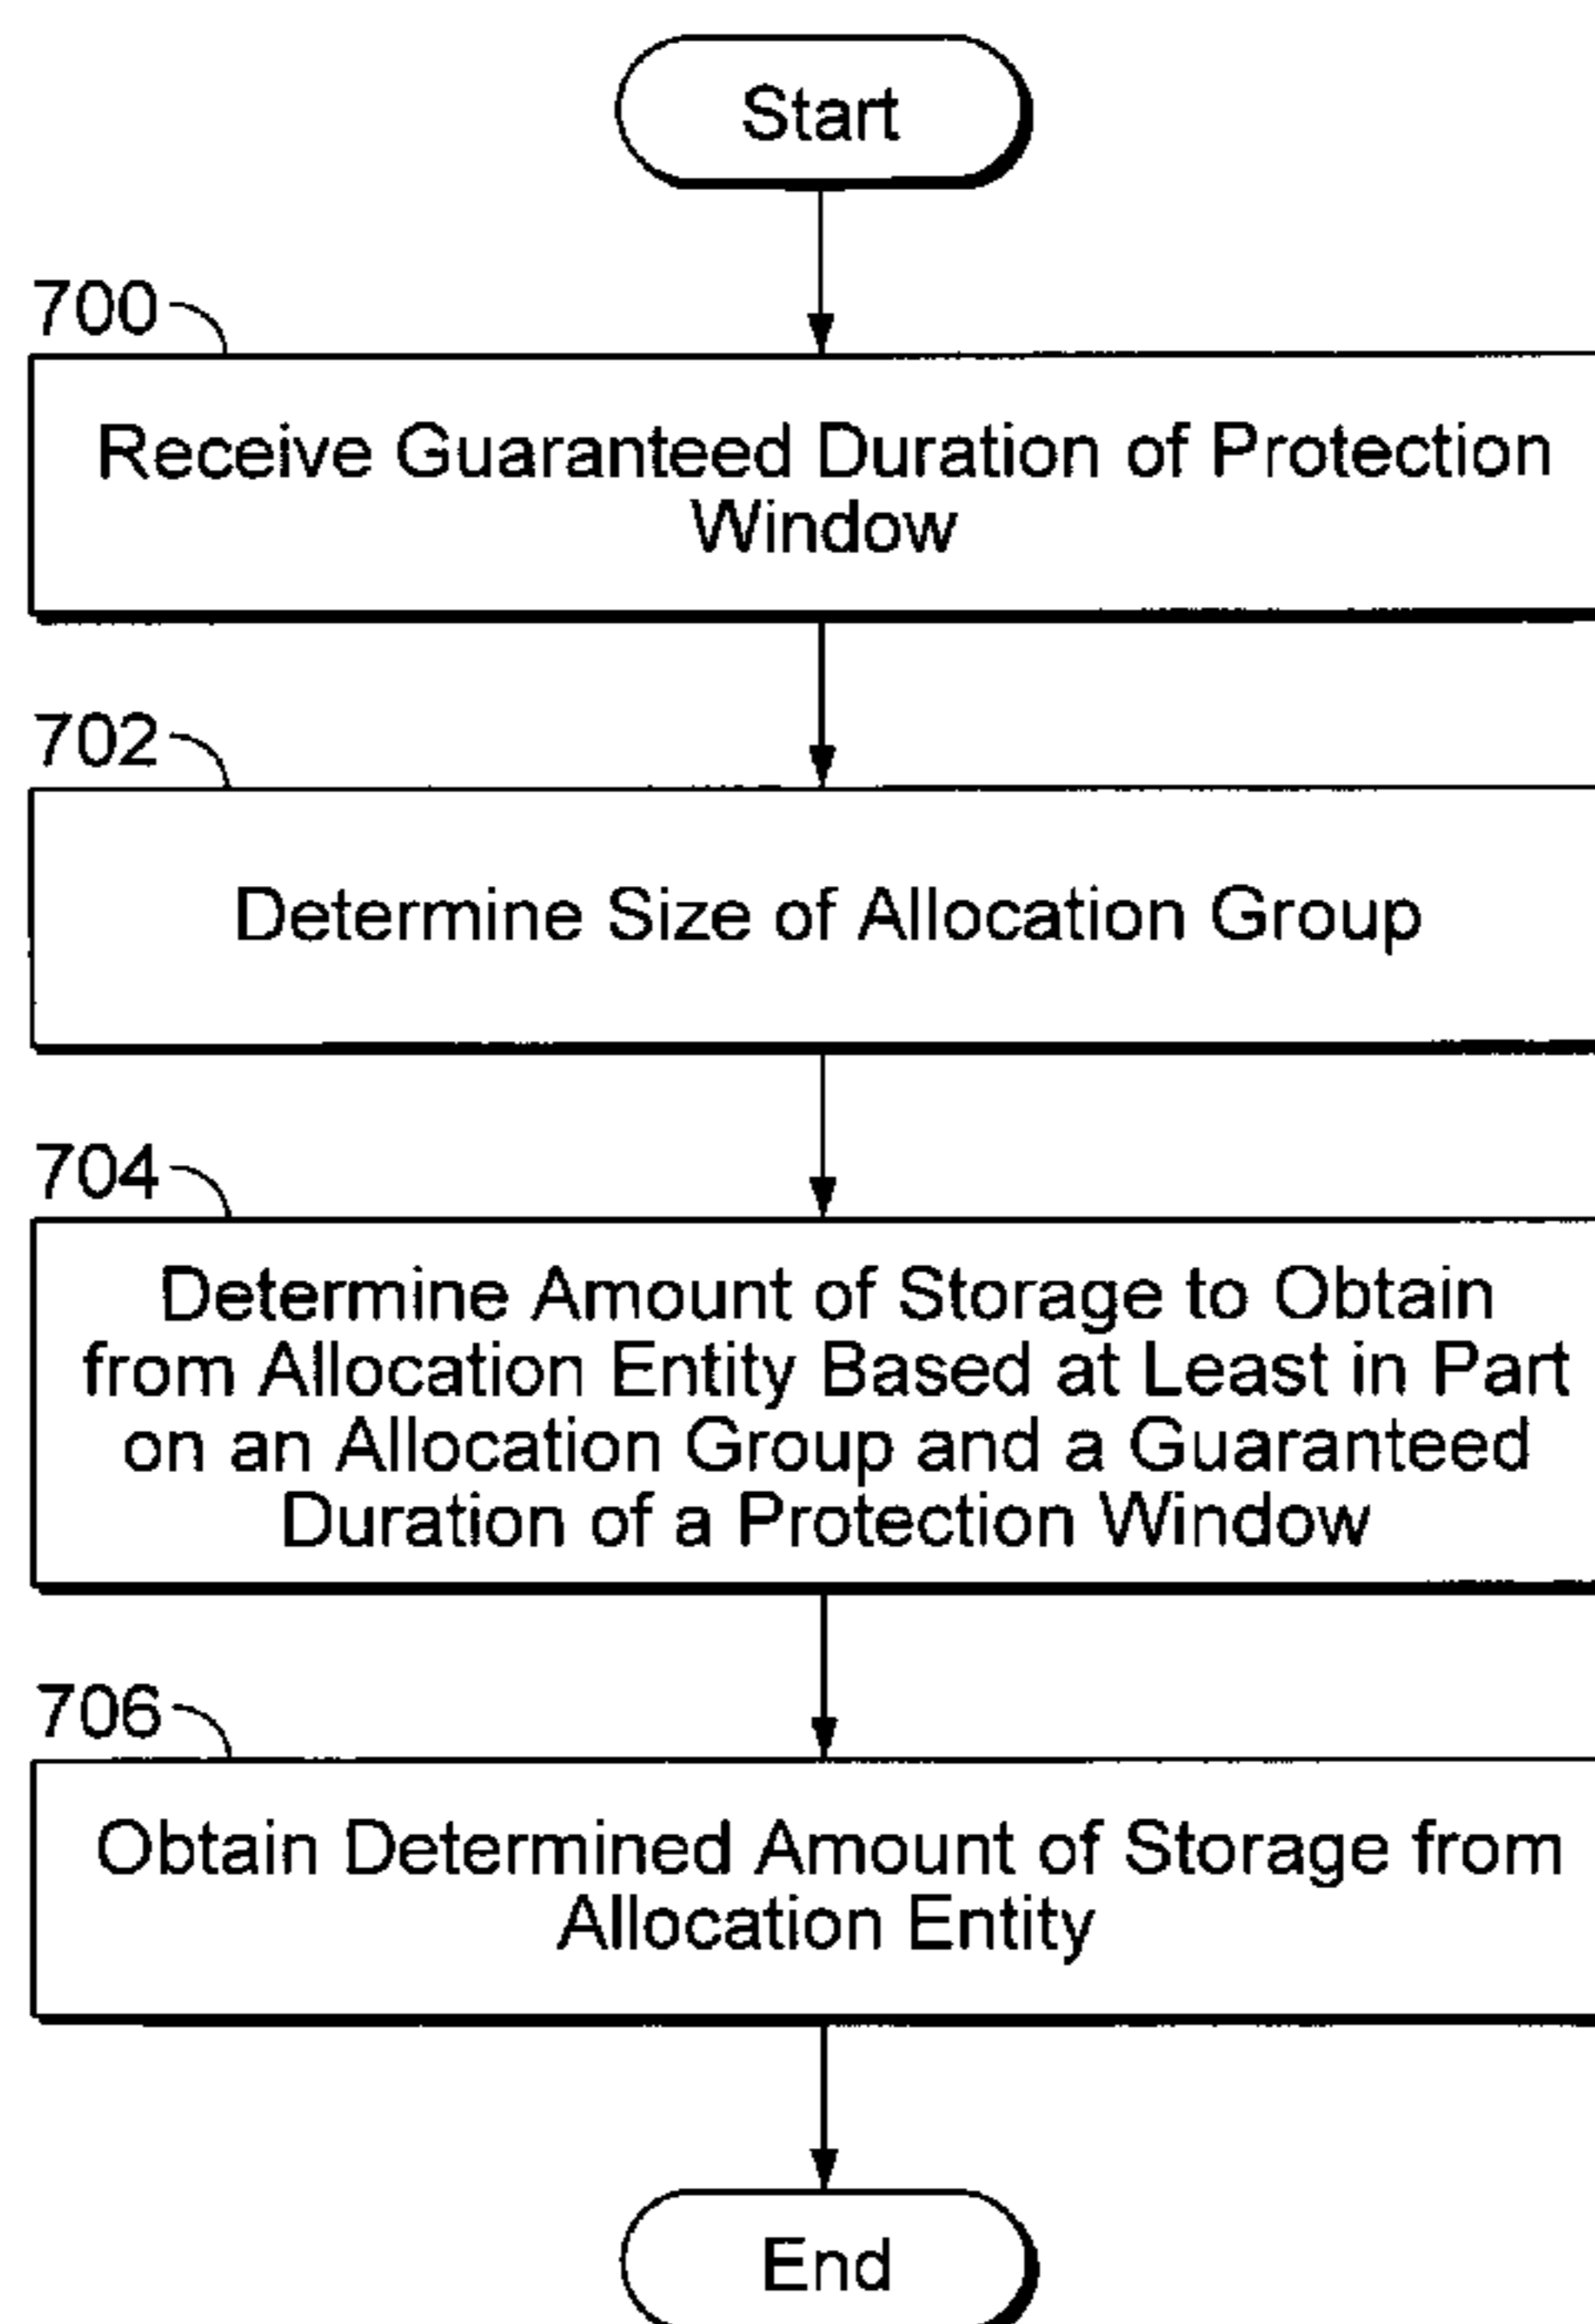 Start
700
Receive Guaranteed Duration of Protection
Window
702
Determine Size of Allocation Group
704
Determine Amount of Storage to Obtain
from Allocation Entity Based at Least in Part
on an Allocation Group and a Guaranteed
Duration of a Protection Window
706
Obtain Determined Amount of Storage from
Allocation Entity
End